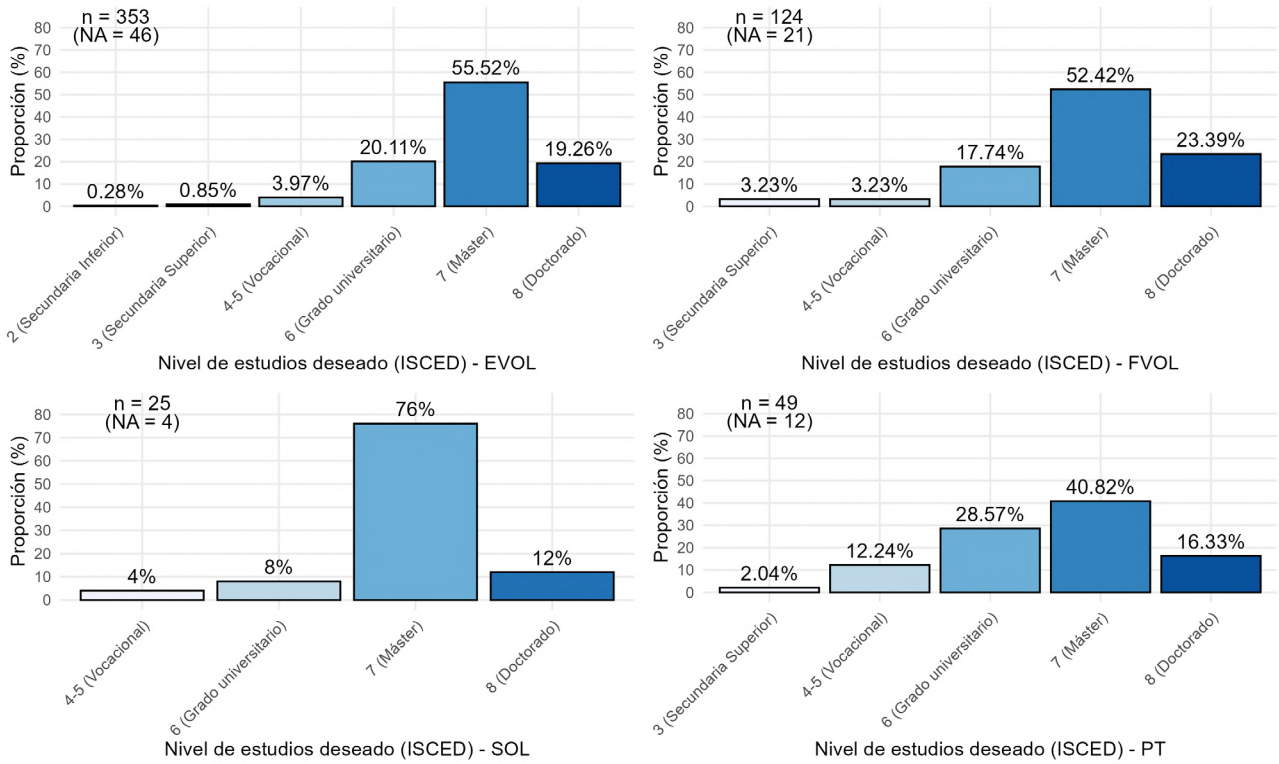 n = 353
(NA = 46)
Proporción (%)
80
70
60
50
40
30
20
10
0
0.28%
0.85%
3.97%
20.11%
55.52%
19.26%
2 (Secundaria Inferior)
3 (Secundaria Superior)
4-5 (Vocacional)
6 (Grado universitario)
7 (Máster)
8 (Doctorado)
Nivel de estudios deseado (ISCED) - EVOL
n = 124
(NA = 21)
Proporción (%)
80
70
60
50
40
30
20
10
0
3.23%
3.23%
17.74%
52.42%
23.39%
3 (Secundaria Superior)
4-5 (Vocacional)
6 (Grado universitario)
7 (Máster)
8 (Doctorado)
Nivel de estudios deseado (ISCED) - FVOL
n = 25
(NA = 4)
Proporción (%)
80
70
60
50
40
30
20
10
0
4%
8%
76%
12%
4-5 (Vocacional)
6 (Grado universitario)
7 (Máster)
8 (Doctorado)
Nivel de estudios deseado (ISCED) - SOL
n = 49
(NA = 12)
Proporción (%)
80
70
60
50
40
30
20
10
0
2.04%
12.24%
28.57%
40.82%
16.33%
3 (Secundaria Superior)
4-5 (Vocacional)
6 (Grado universitario)
7 (Máster)
8 (Doctorado)
Nivel de estudios deseado (ISCED) - PT